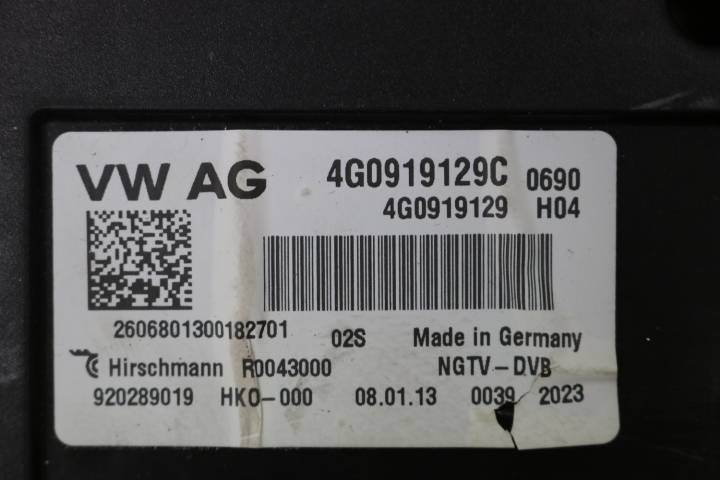 VW AG 4G0919129C 0690
4G0919129 H04
2606801300182701 02S Made in Germany
Hirschmann R0043000 NGTV-DVB
920289019 HKO-000 08.01.13 0039 2023